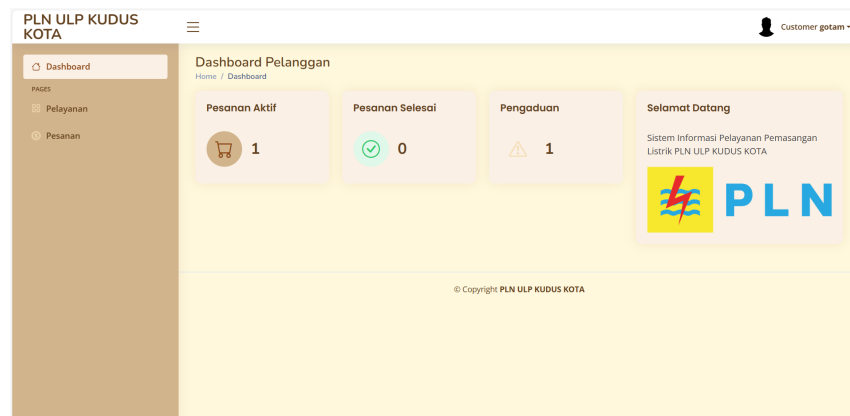 PLN ULP KUDUS
KOTA
Customer gotam
Dashboard
PAGES
Pelayanan
Pesanan
Dashboard Pelanggan
Home / Dashboard
Pesanan Aktif
1
Pesanan Selesai
0
Pengaduan
1
Selamat Datang
Sistem Informasi Pelayanan Pemasangan
Listrik PLN ULP KUDUS KOTA
PLN
© Copyright PLN ULP KUDUS KOTA